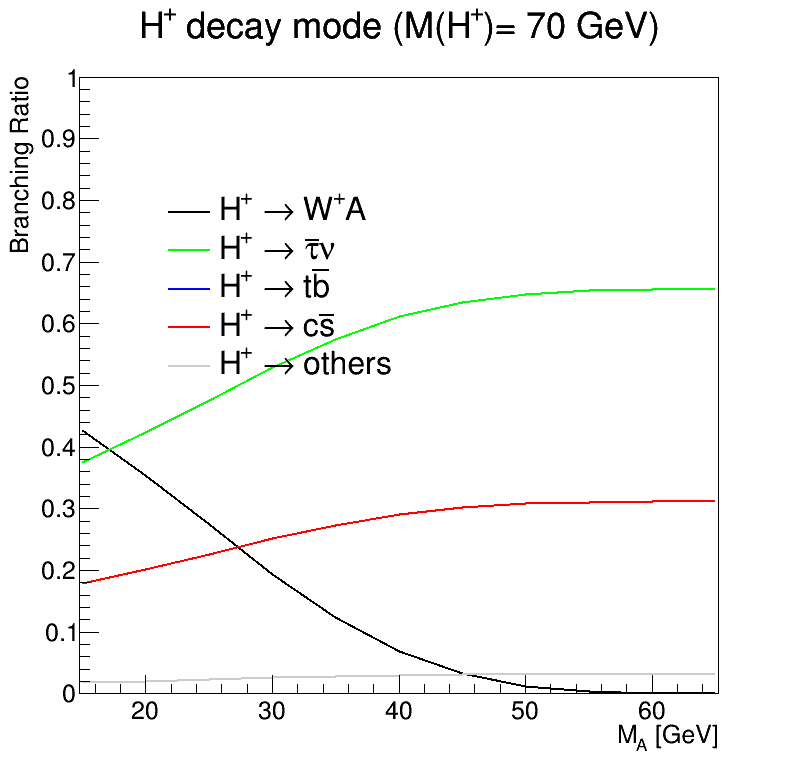 H⁺ decay mode (M(H⁺)= 70 GeV)
Branching Ratio
1
0.9
0.8
0.7
0.6
0.5
0.4
0.3
0.2
0.1
0
H⁺ → W⁺A
H⁺ → τ̄ν
H⁺ → tb̄
H⁺ → cs̄
H⁺ → others
20 30 40 50 60
M_A [GeV]